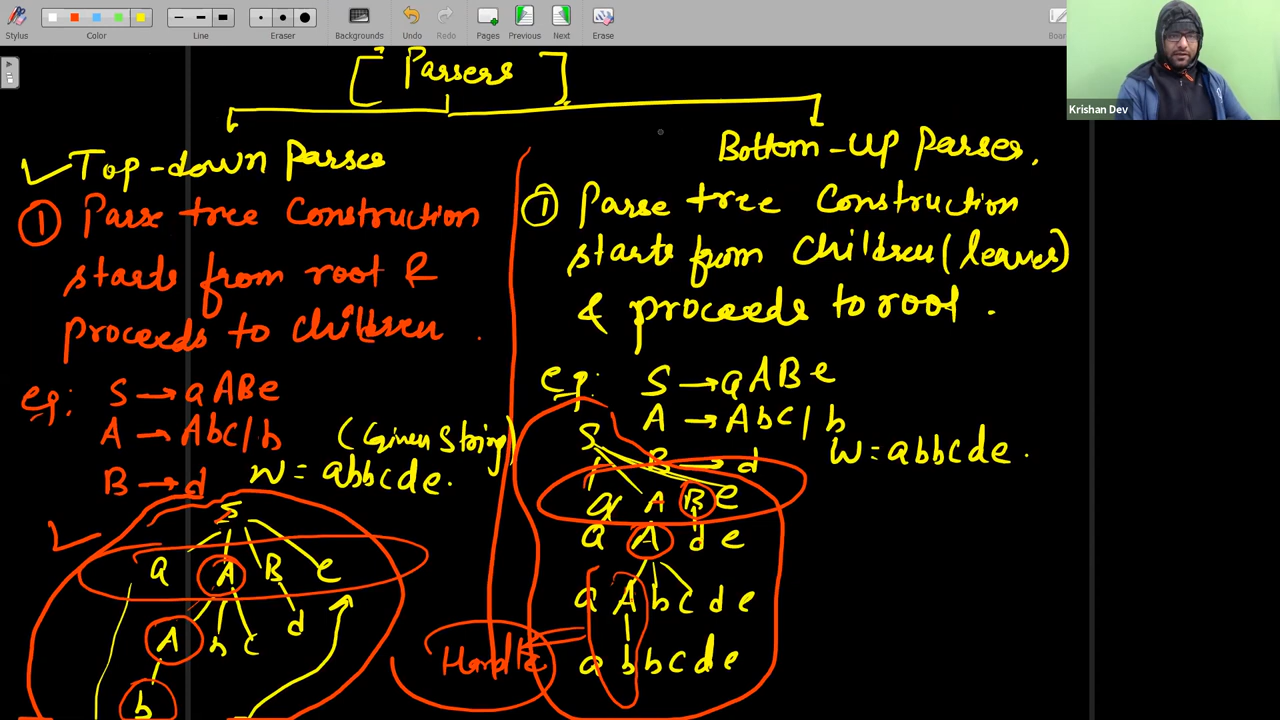 Stylus Color Line Eraser Backgrounds Undo Redo Pages Previous Next Erase Boar
Krishan Dev
[ Parsers ]
Top-down Parser
① Parse tree Construction
starts from root &
proceeds to children.
eg: S → aABe
A → Abc/b
B → d
(Given String)
W = abbcde.
S
a A B e
A b c d
b
Bottom-up Parser.
① Parse tree Construction
starts from Children (leaves)
& proceeds to root.
eg: S → aABe
A → Abc/b
B → d
W = abbcde.
S
a A B e
a A d e
a A b c d e
a b b c d e
Handle